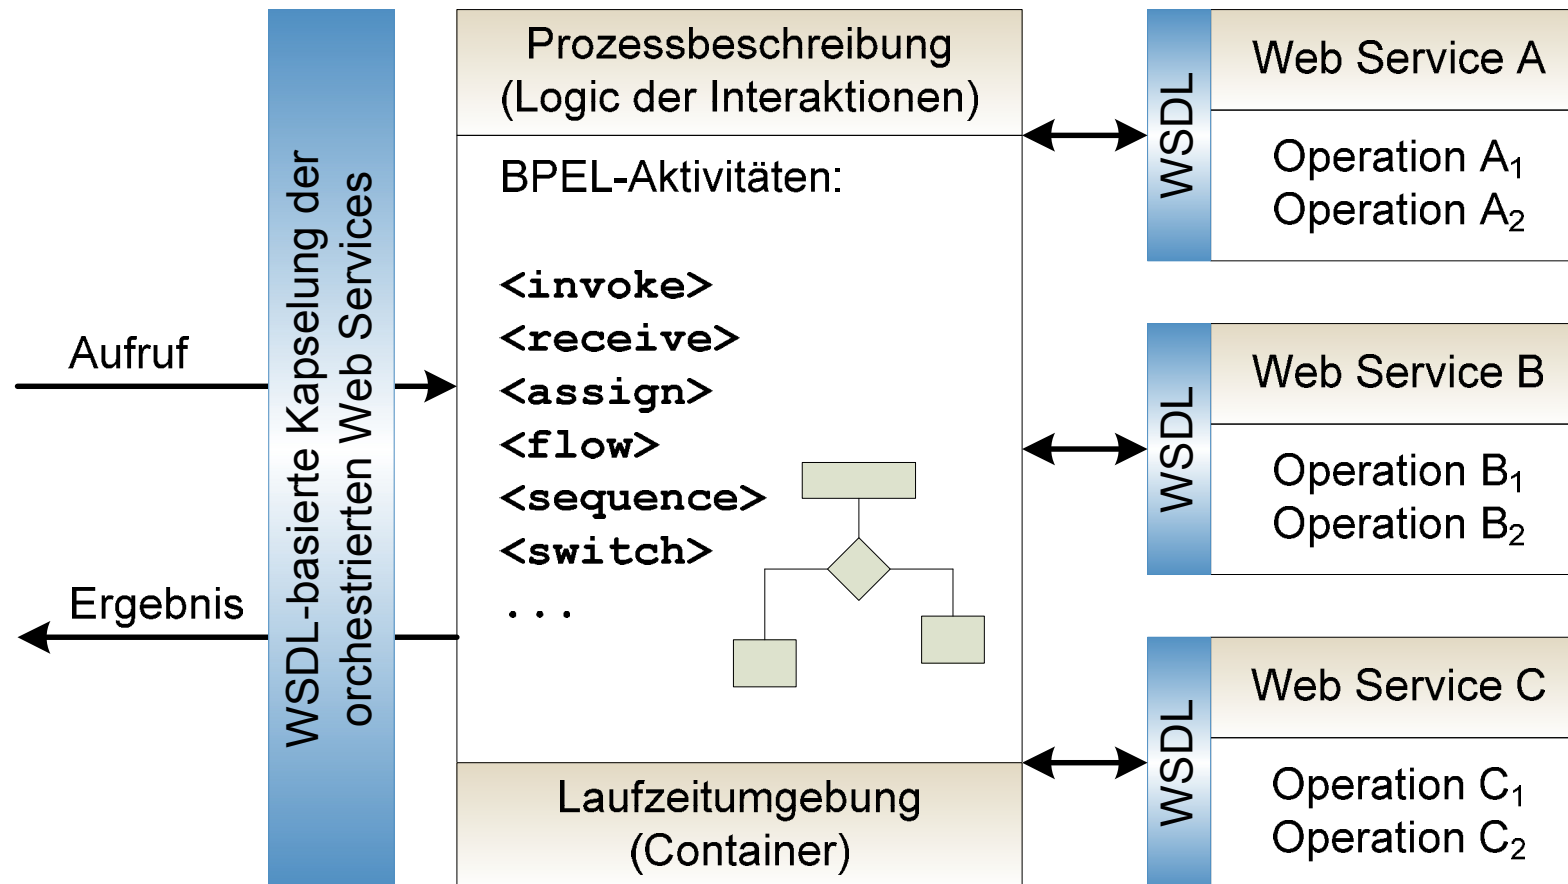 Aufruf
Ergebnis
WSDL-basierte Kapselung der
orchestrierten Web Services
Prozessbeschreibung
(Logic der Interaktionen)
BPEL-Aktivitäten:
<invoke>
<receive>
<assign>
<flow>
<sequence>
<switch>
...
Laufzeitumgebung
(Container)
WSDL
Web Service A
Operation A₁
Operation A₂
WSDL
Web Service B
Operation B₁
Operation B₂
WSDL
Web Service C
Operation C₁
Operation C₂